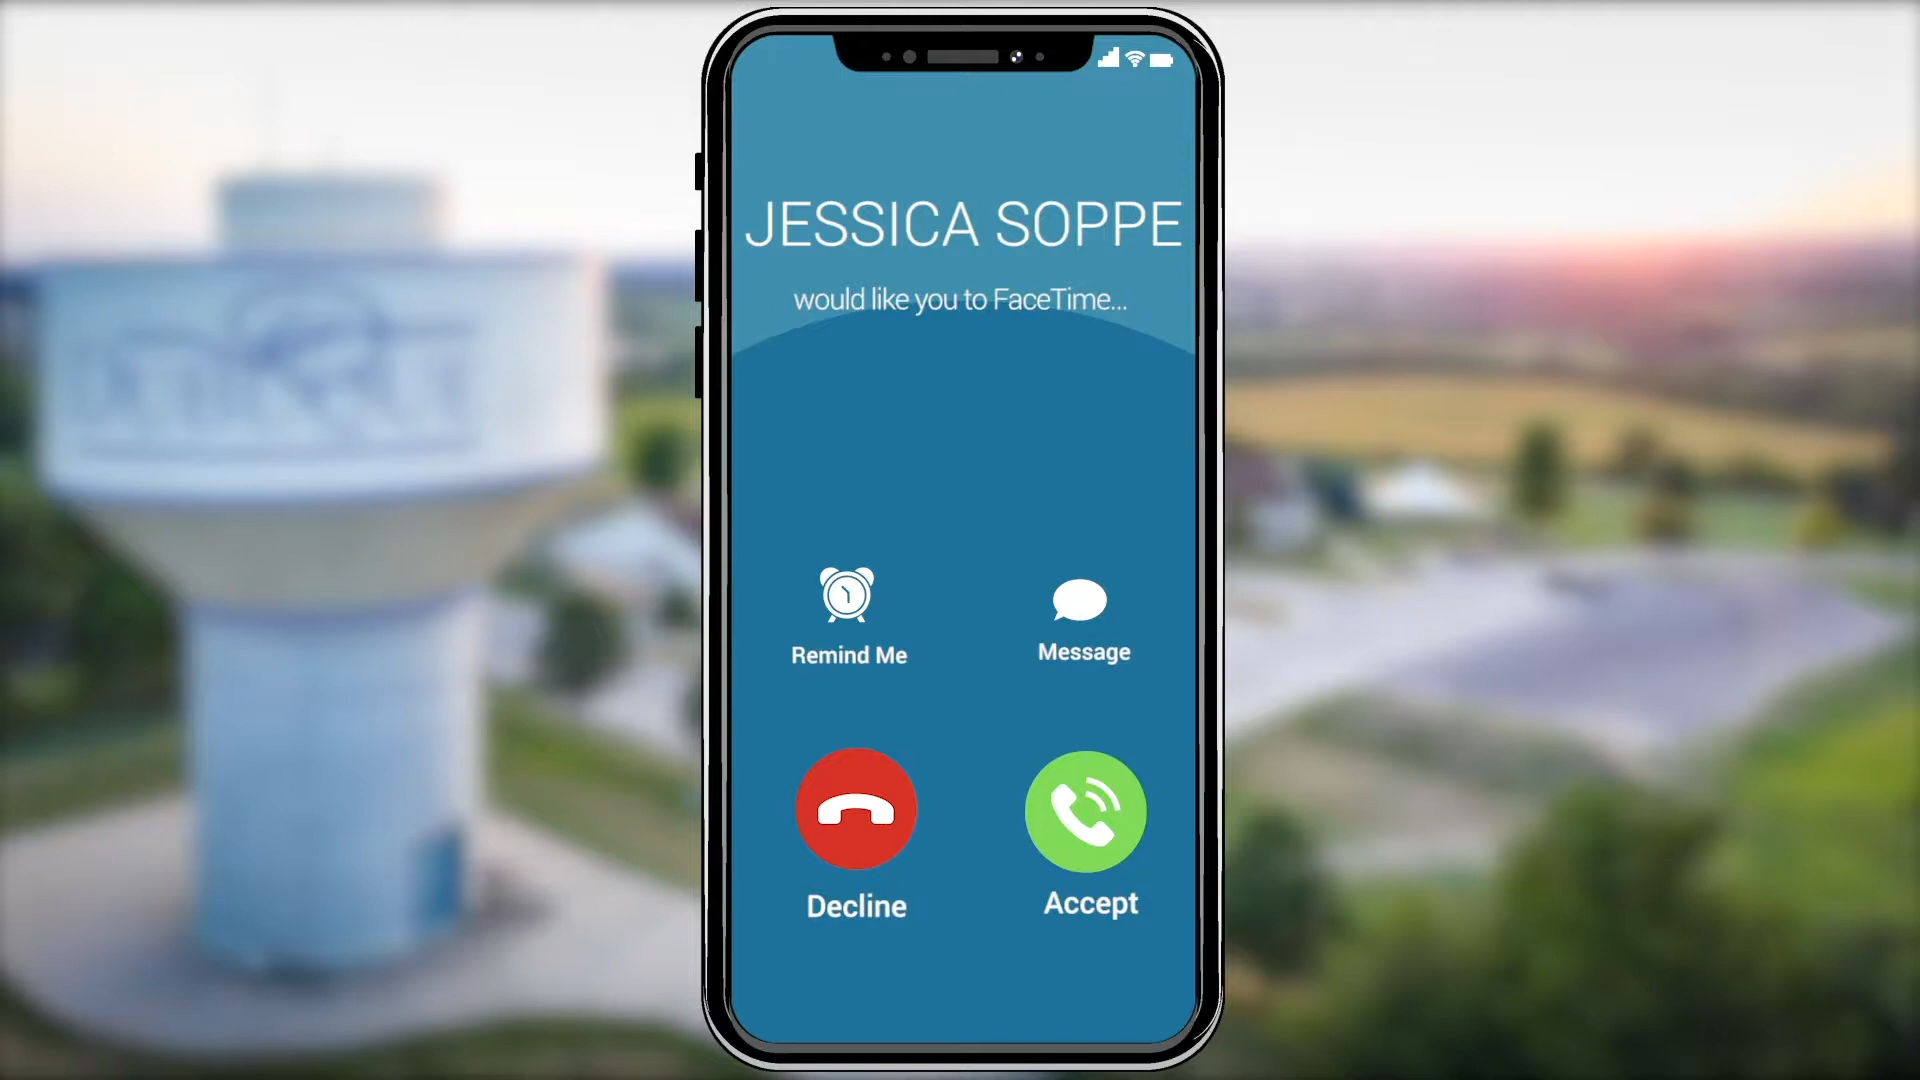 JESSICA SOPPE
would like you to FaceTime...
Remind Me
Message
Decline
Accept